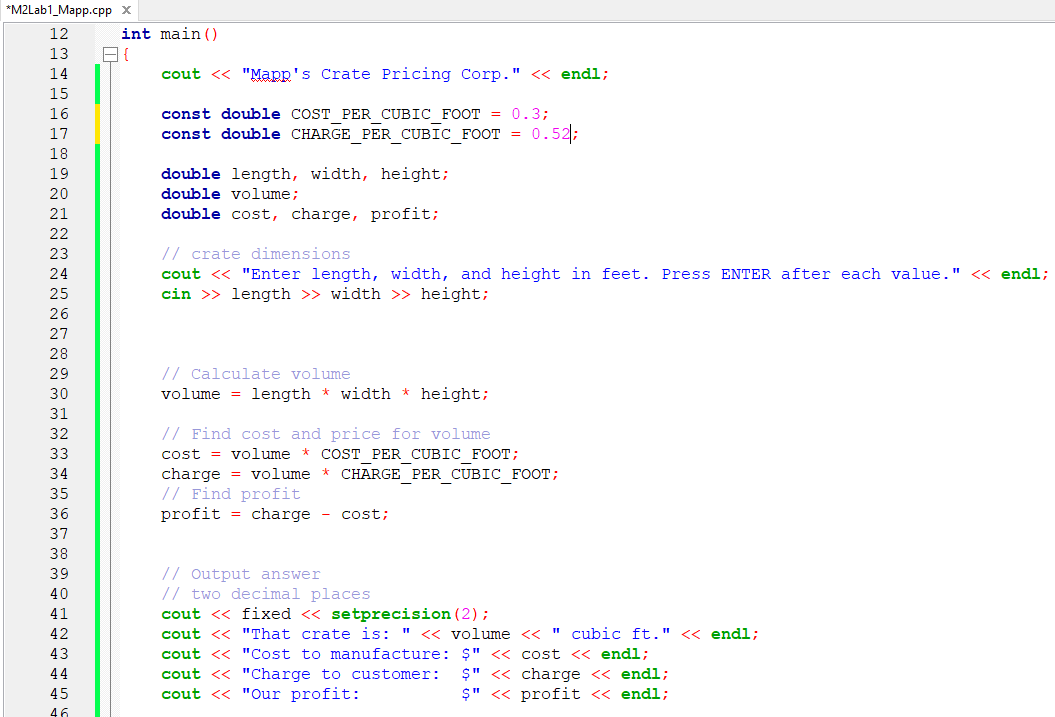 *M2Lab1_Mapp.cpp ×
12 int main()
13 {
14 cout << "Mapp's Crate Pricing Corp." << endl;
15
16 const double COST_PER_CUBIC_FOOT = 0.3;
17 const double CHARGE_PER_CUBIC_FOOT = 0.52;
18
19 double length, width, height;
20 double volume;
21 double cost, charge, profit;
22
23 // crate dimensions
24 cout << "Enter length, width, and height in feet. Press ENTER after each value." << endl;
25 cin >> length >> width >> height;
26
27
28
29 // Calculate volume
30 volume = length * width * height;
31
32 // Find cost and price for volume
33 cost = volume * COST_PER_CUBIC_FOOT;
34 charge = volume * CHARGE_PER_CUBIC_FOOT;
35 // Find profit
36 profit = charge - cost;
37
38
39 // Output answer
40 // two decimal places
41 cout << fixed << setprecision(2);
42 cout << "That crate is: " << volume << " cubic ft." << endl;
43 cout << "Cost to manufacture: $" << cost << endl;
44 cout << "Charge to customer:  $" << charge << endl;
45 cout << "Our profit:          $" << profit << endl;
46